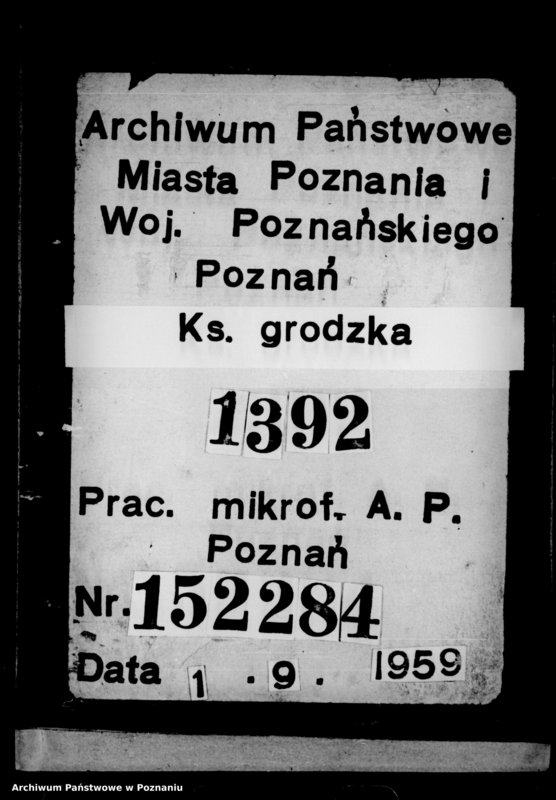 Archiwum Państwowe
Miasta Poznania i
Woj. Poznańskiego
Poznań
Ks. grodzka
1392
Prac. mikrof. A. P.
Poznań
Nr. 152284
Data 1 . 9 . 1959
Archiwum Państwowe w Poznaniu